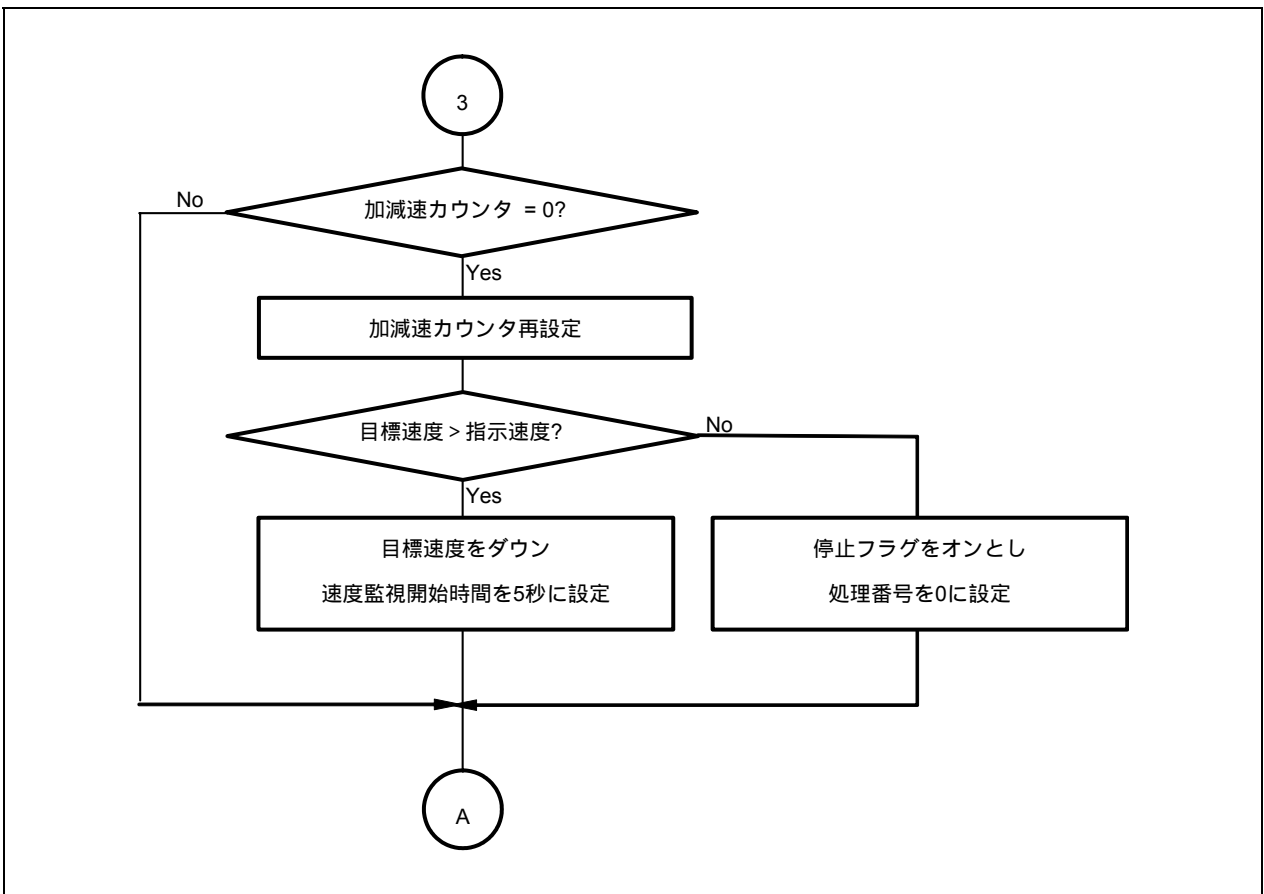 3
No
加減速カウンタ = 0?
Yes
加減速カウンタ再設定
目標速度 > 指示速度?
No
Yes
目標速度をダウン
速度監視開始時間を5秒に設定
停止フラグをオンとし
処理番号を0に設定
A